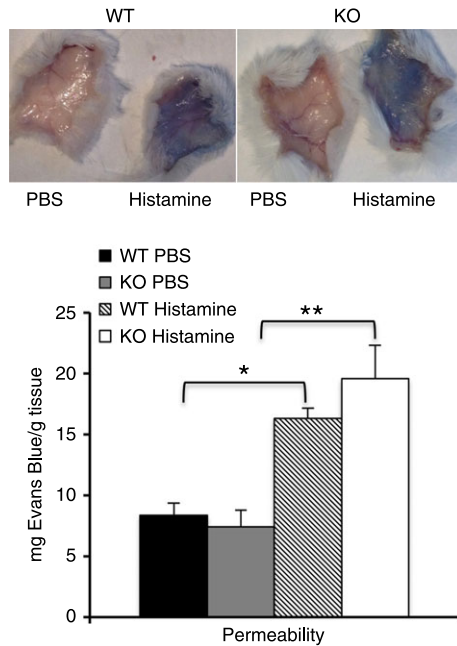 WT KO
PBS Histamine PBS Histamine
WT PBS
KO PBS
WT Histamine
KO Histamine
mg Evans Blue/g tissue
25
20
15
10
5
0
*
**
Permeability